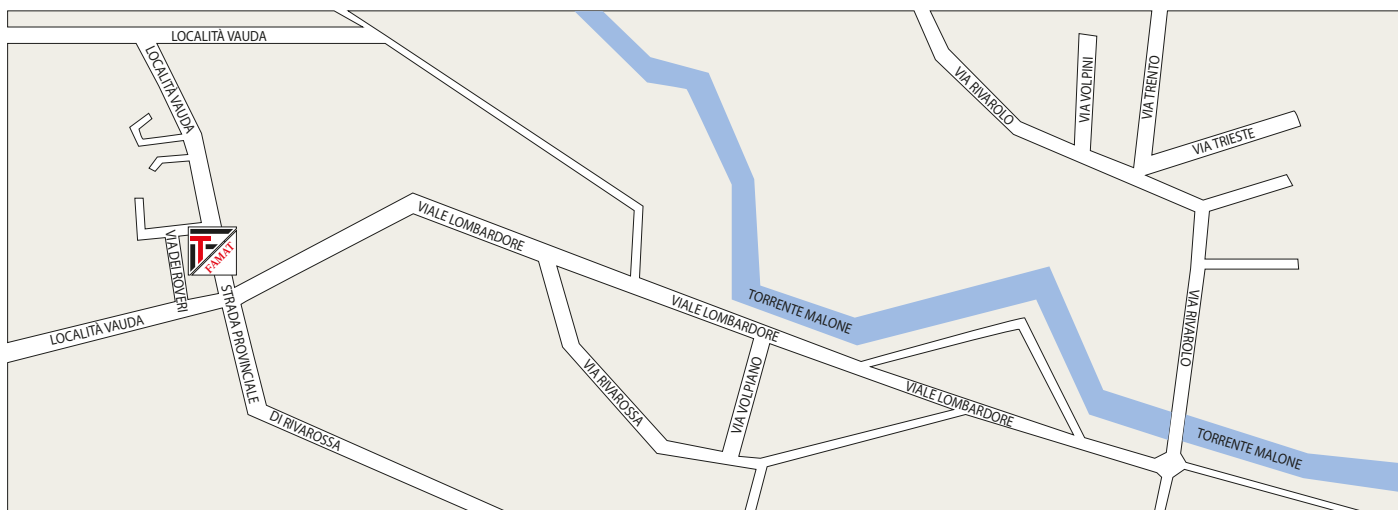 LOCALITÀ VAUDA
LOCALITÀ VAUDA
VIA RIVAROLO
VIA VOLPINI
VIA TRENTO
VIA TRIESTE
VIALE LOMBARDORE
VIA DEI ROVERI
FAMAT
LOCALITÀ VAUDA
STRADA PROVINCIALE
DI RIVAROSSA
VIALE LOMBARDORE
TORRENTE MALONE
VIA RIVAROLO
VIA RIVAROSSA
VIA VOLPIANO
VIALE LOMBARDORE
TORRENTE MALONE